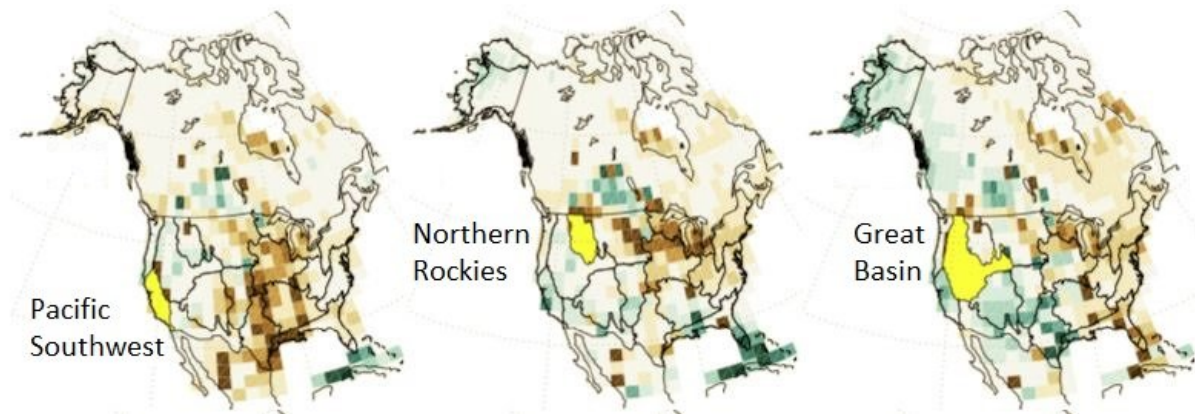 Pacific
Southwest
Northern
Rockies
Great
Basin